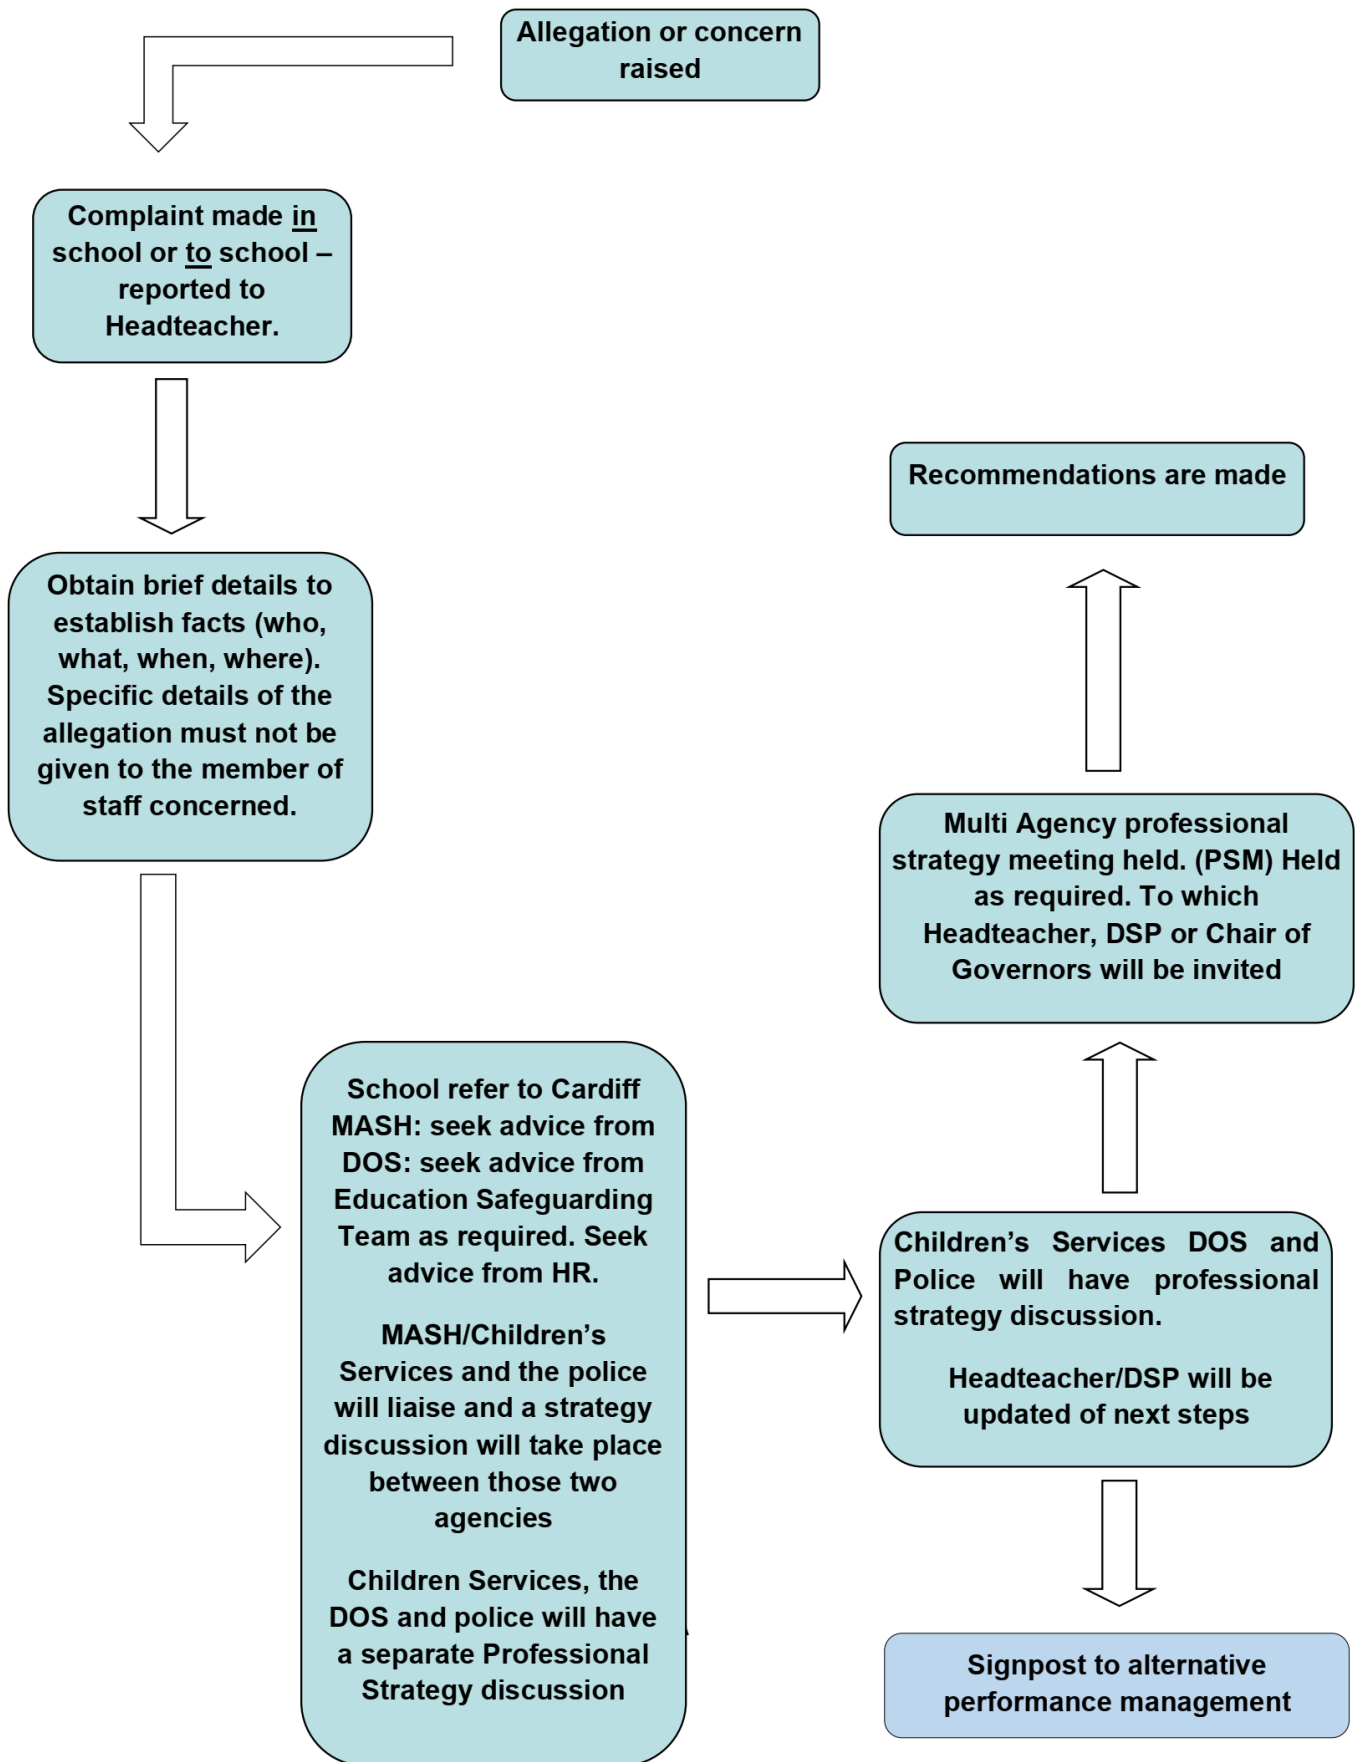 Allegation or concern
raised
Complaint made in
school or to school –
reported to
Headteacher.
Obtain brief details to
establish facts (who,
what, when, where).
Specific details of the
allegation must not be
given to the member of
staff concerned.
School refer to Cardiff
MASH: seek advice from
DOS: seek advice from
Education Safeguarding
Team as required. Seek
advice from HR.
MASH/Children’s
Services and the police
will liaise and a strategy
discussion will take place
between those two
agencies
Children Services, the
DOS and police will have
a separate Professional
Strategy discussion
Children’s Services DOS and
Police will have professional
strategy discussion.
Headteacher/DSP will be
updated of next steps
Multi Agency professional
strategy meeting held. (PSM) Held
as required. To which
Headteacher, DSP or Chair of
Governors will be invited
Recommendations are made
Signpost to alternative
performance management